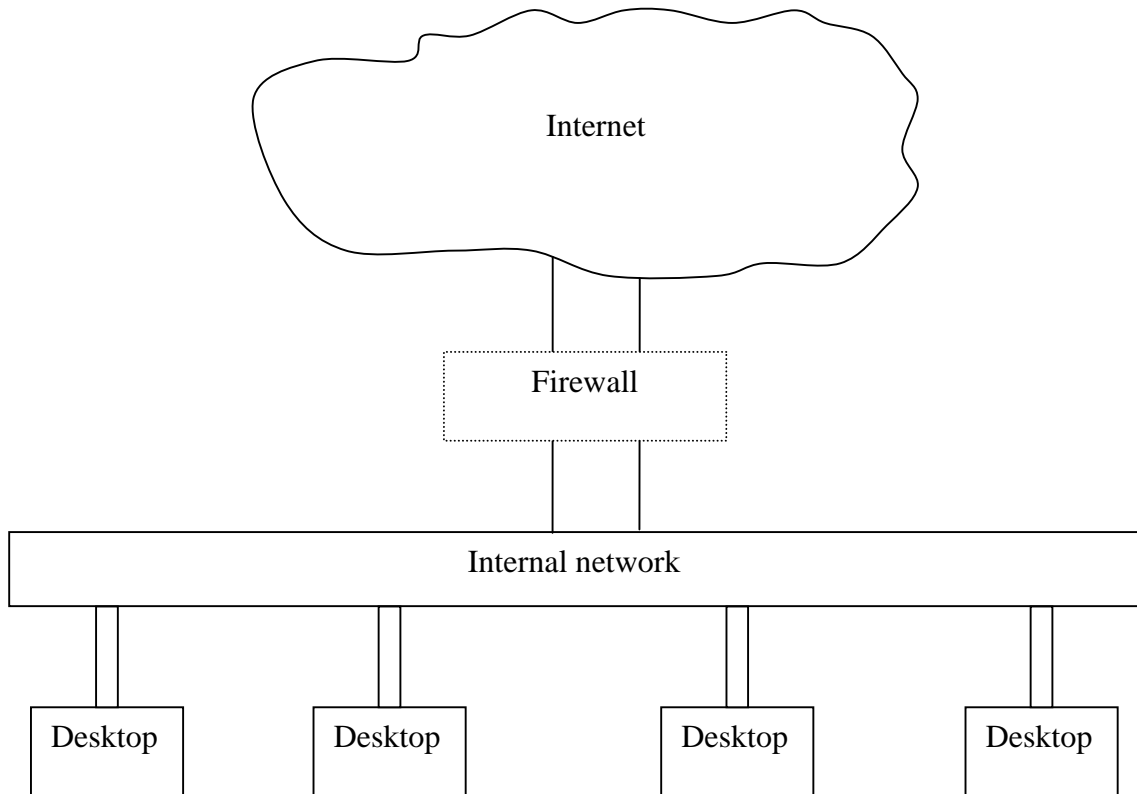 Internet
Firewall
Internal network
Desktop
Desktop
Desktop
Desktop